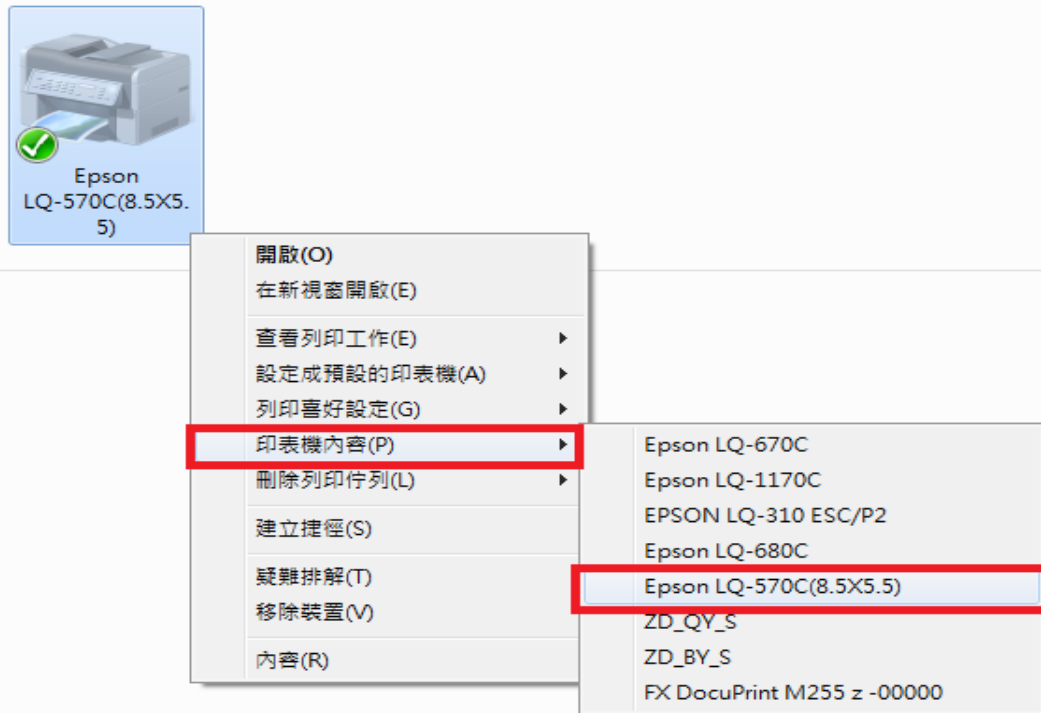 Epson
LQ-570C(8.5X5.
5)
開啟(O)
在新視窗開啟(E)
查看列印工作(E)
設定成預設的印表機(A)
列印喜好設定(G)
印表機內容(P)
刪除列印佇列(L)
建立捷徑(S)
疑難排解(T)
移除裝置(V)
內容(R)
Epson LQ-670C
Epson LQ-1170C
EPSON LQ-310 ESC/P2
Epson LQ-680C
Epson LQ-570C(8.5X5.5)
ZD_QY_S
ZD_BY_S
FX DocuPrint M255 z -00000